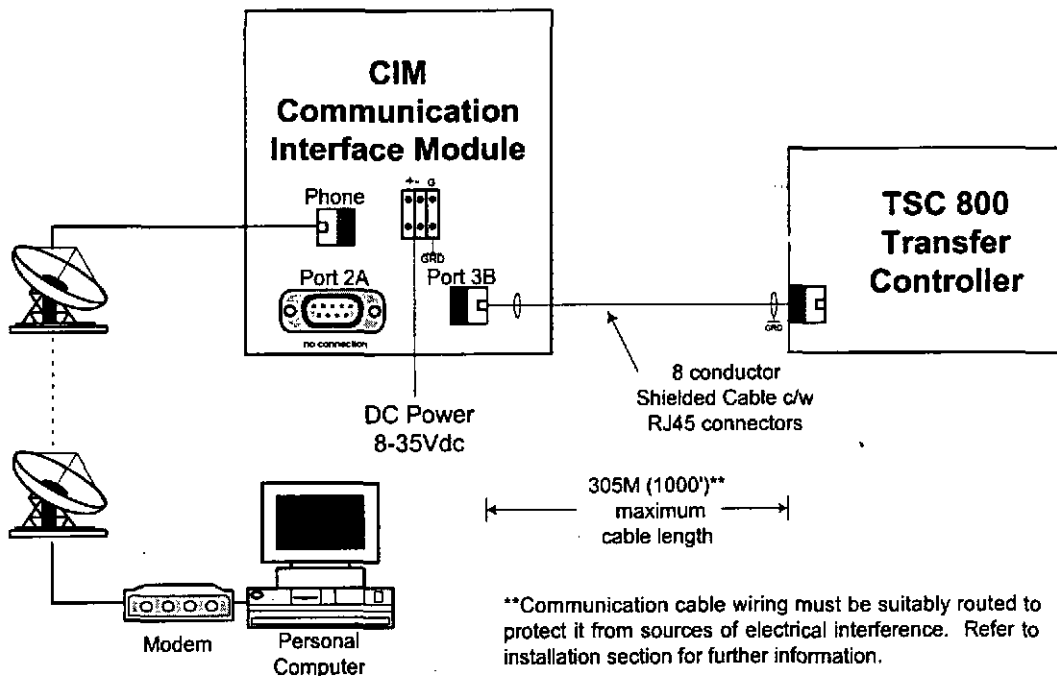 CIM
Communication
Interface Module
Phone
+- G
GRD
Port 2A
no connection
Port 3B
DC Power
8-35Vdc
TSC 800
Transfer
Controller
GRD
8 conductor
Shielded Cable c/w
RJ45 connectors
305M (1000')**
maximum
cable length
Modem
Personal
Computer
**Communication cable wiring must be suitably routed to
protect it from sources of electrical interference. Refer to
installation section for further information.